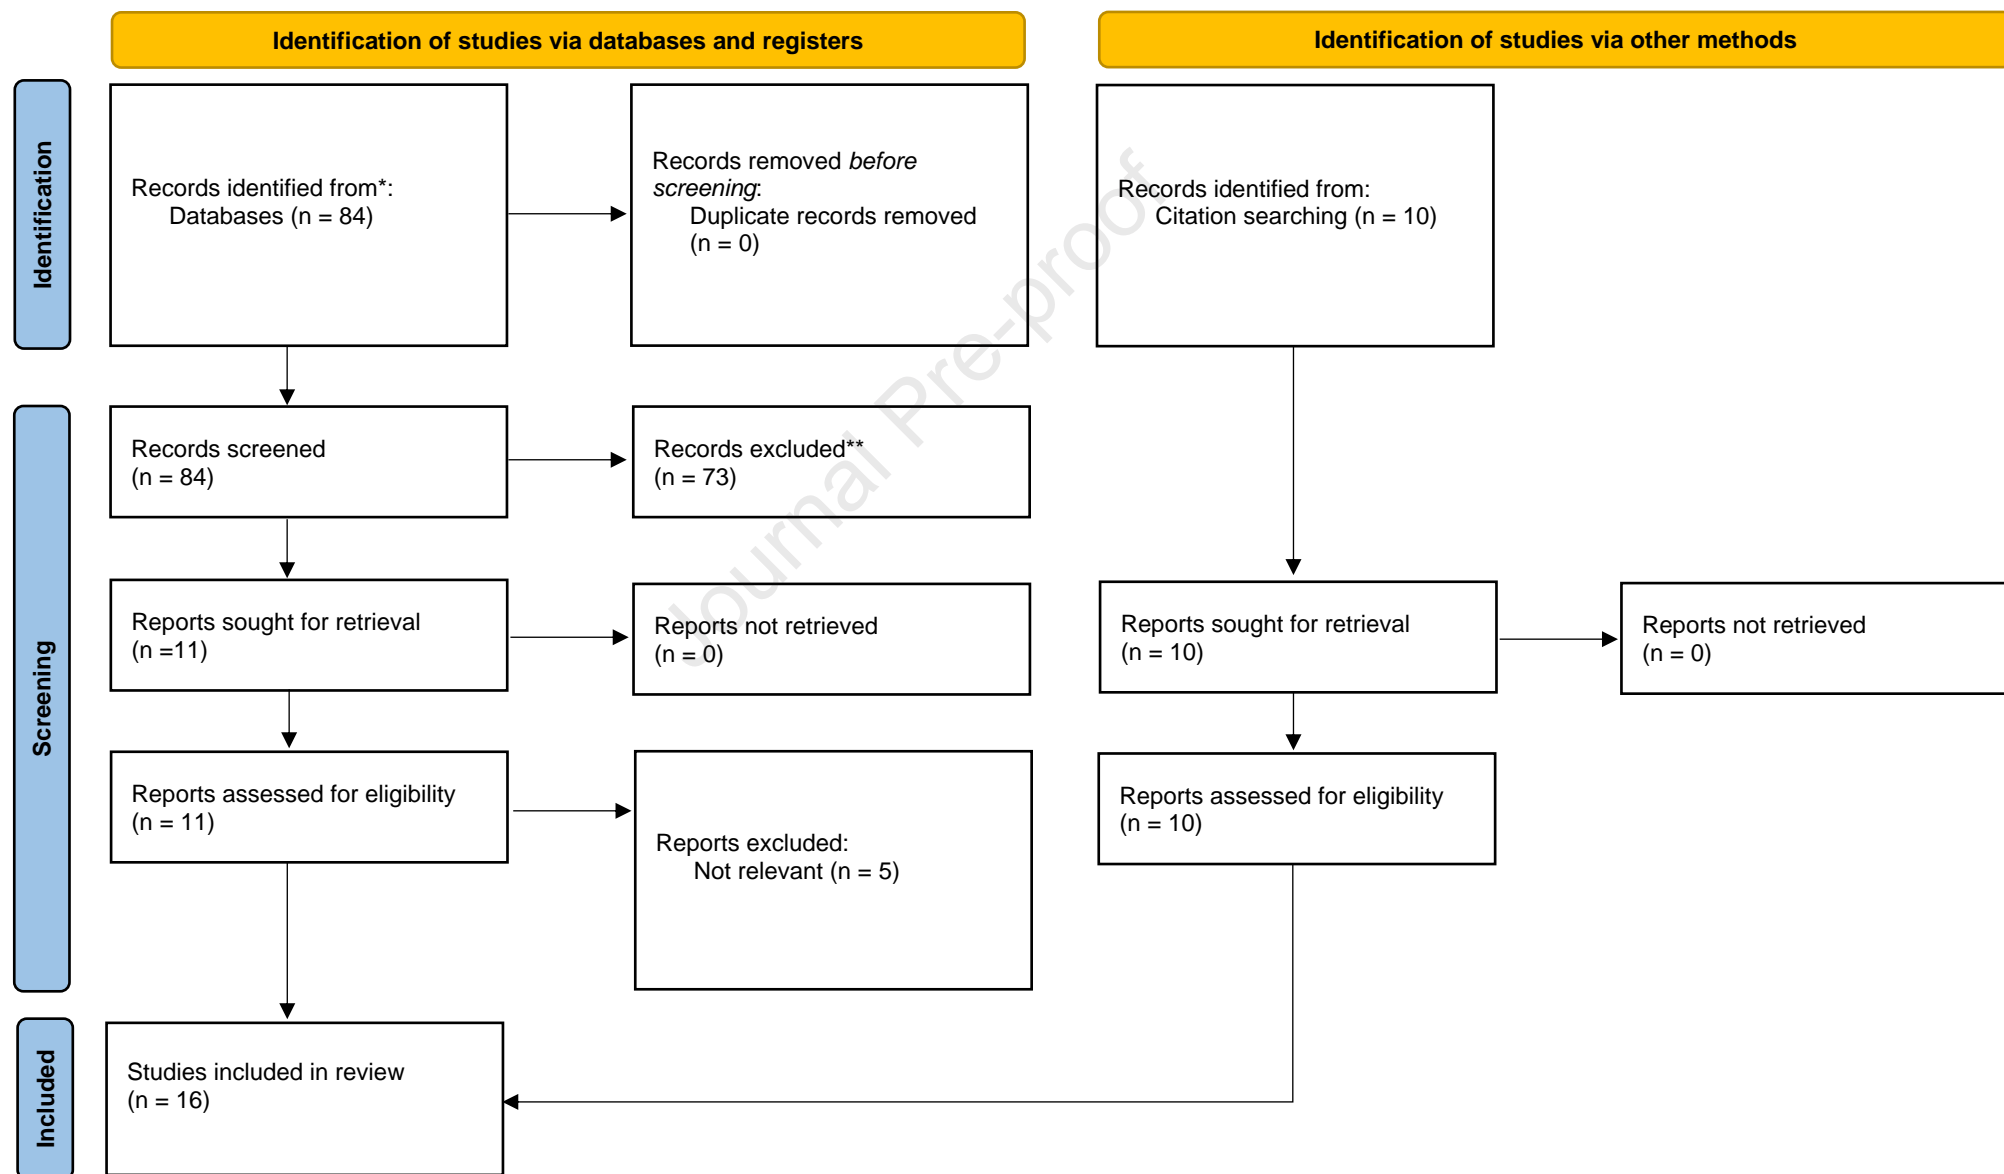 Identification of studies via databases and registers
Identification of studies via other methods
Identification
Records identified from*:
Databases (n = 84)
Records removed before
screening:
Duplicate records removed
(n = 0)
Records identified from:
Citation searching (n = 10)
Screening
Records screened
(n = 84)
Records excluded**
(n = 73)
Reports sought for retrieval
(n =11)
Reports not retrieved
(n = 0)
Reports sought for retrieval
(n = 10)
Reports not retrieved
(n = 0)
Reports assessed for eligibility
(n = 11)
Reports excluded:
Not relevant (n = 5)
Reports assessed for eligibility
(n = 10)
Included
Studies included in review
(n = 16)
Journal Pre-proof